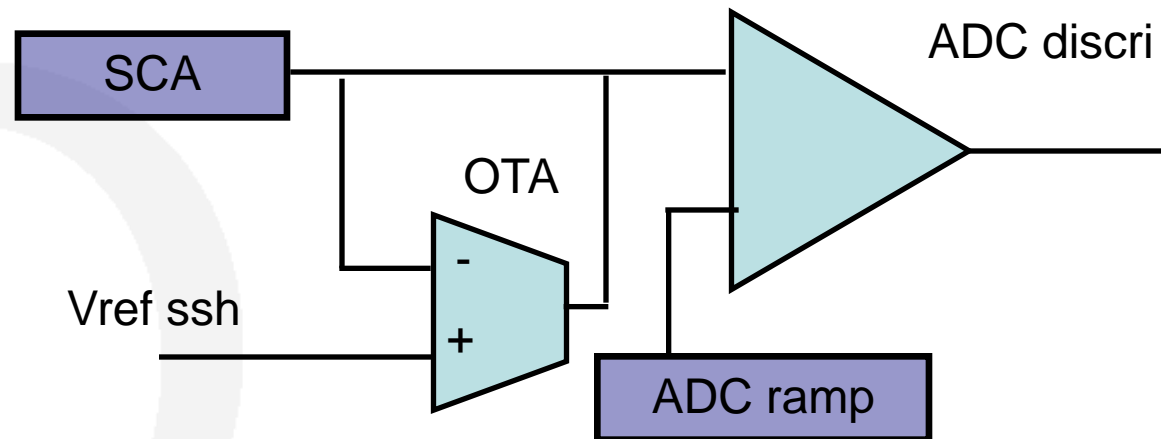 ADC discri
SCA
OTA
-
Vref ssh
+
ADC ramp